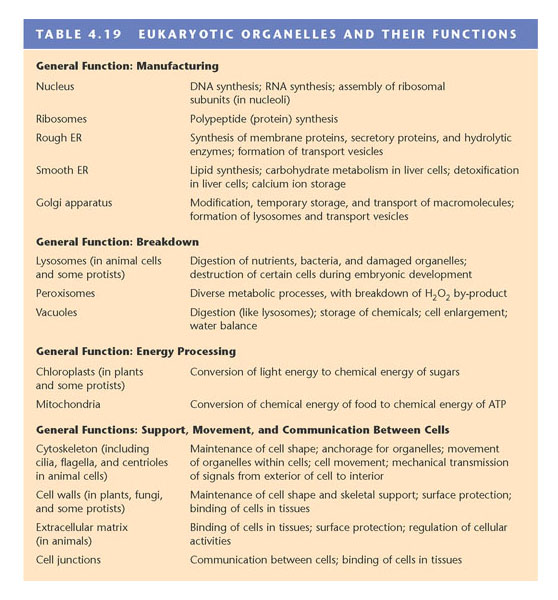 TABLE 4.19 EUKARYOTIC ORGANELLES AND THEIR FUNCTIONS
General Function: Manufacturing
Nucleus DNA synthesis; RNA synthesis; assembly of ribosomal
subunits (in nucleoli)
Ribosomes Polypeptide (protein) synthesis
Rough ER Synthesis of membrane proteins, secretory proteins, and hydrolytic
enzymes; formation of transport vesicles
Smooth ER Lipid synthesis; carbohydrate metabolism in liver cells; detoxification
in liver cells; calcium ion storage
Golgi apparatus Modification, temporary storage, and transport of macromolecules;
formation of lysosomes and transport vesicles
General Function: Breakdown
Lysosomes (in animal cells Digestion of nutrients, bacteria, and damaged organelles;
and some protists) destruction of certain cells during embryonic development
Peroxisomes Diverse metabolic processes, with breakdown of H₂O₂ by-product
Vacuoles Digestion (like lysosomes); storage of chemicals; cell enlargement;
water balance
General Function: Energy Processing
Chloroplasts (in plants Conversion of light energy to chemical energy of sugars
and some protists)
Mitochondria Conversion of chemical energy of food to chemical energy of ATP
General Functions: Support, Movement, and Communication Between Cells
Cytoskeleton (including Maintenance of cell shape; anchorage for organelles; movement
cilia, flagella, and centrioles of organelles within cells; cell movement; mechanical transmission
in animal cells) of signals from exterior of cell to interior
Cell walls (in plants, fungi, Maintenance of cell shape and skeletal support; surface protection;
and some protists) binding of cells in tissues
Extracellular matrix Binding of cells in tissues; surface protection; regulation of cellular
(in animals) activities
Cell junctions Communication between cells; binding of cells in tissues